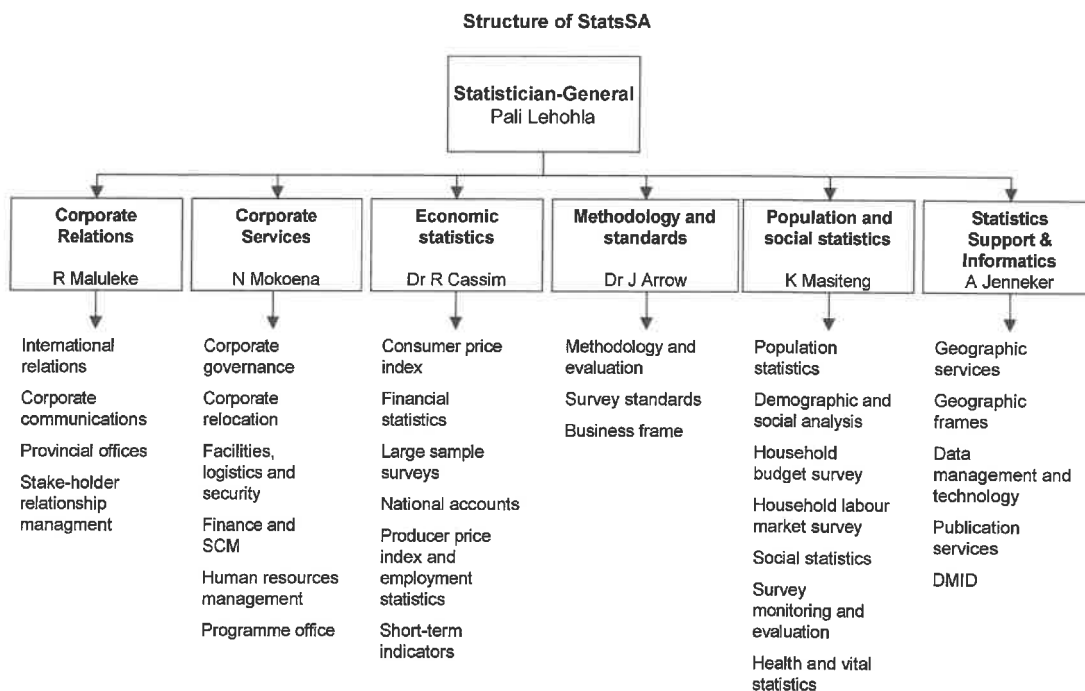 Structure of StatsSA
Statistician-General
Pali Lehohla
Corporate
Relations
R Maluleke
International
relations
Corporate
communications
Provincial offices
Stake-holder
relationship
managment
Corporate
Services
N Mokoena
Corporate
governance
Corporate
relocation
Facilities,
logistics and
security
Finance and
SCM
Human resources
management
Programme office
Economic
statistics
Dr R Cassim
Consumer price
index
Financial
statistics
Large sample
surveys
National accounts
Producer price
index and
employment
statistics
Short-term
indicators
Methodology and
standards
Dr J Arrow
Methodology and
evaluation
Survey standards
Business frame
Population and
social statistics
K Masiteng
Population
statistics
Demographic and
social analysis
Household
budget survey
Household labour
market survey
Social statistics
Survey
monitoring and
evaluation
Health and vital
statistics
Statistics
Support &
Informatics
A Jenneker
Geographic
services
Geographic
frames
Data
management and
technology
Publication
services
DMID